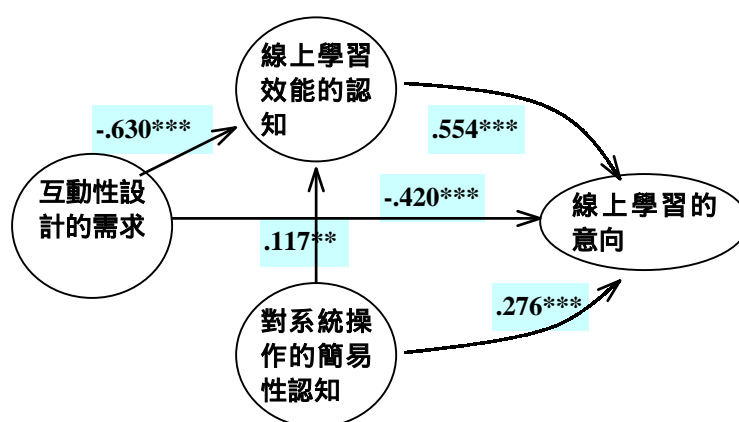 線上學習
效能的認
知
-.630***
.554***
互動性設
計的需求
-.420***
線上學習的
意向
.117**
.276***
對系統操
作的簡易
性認知